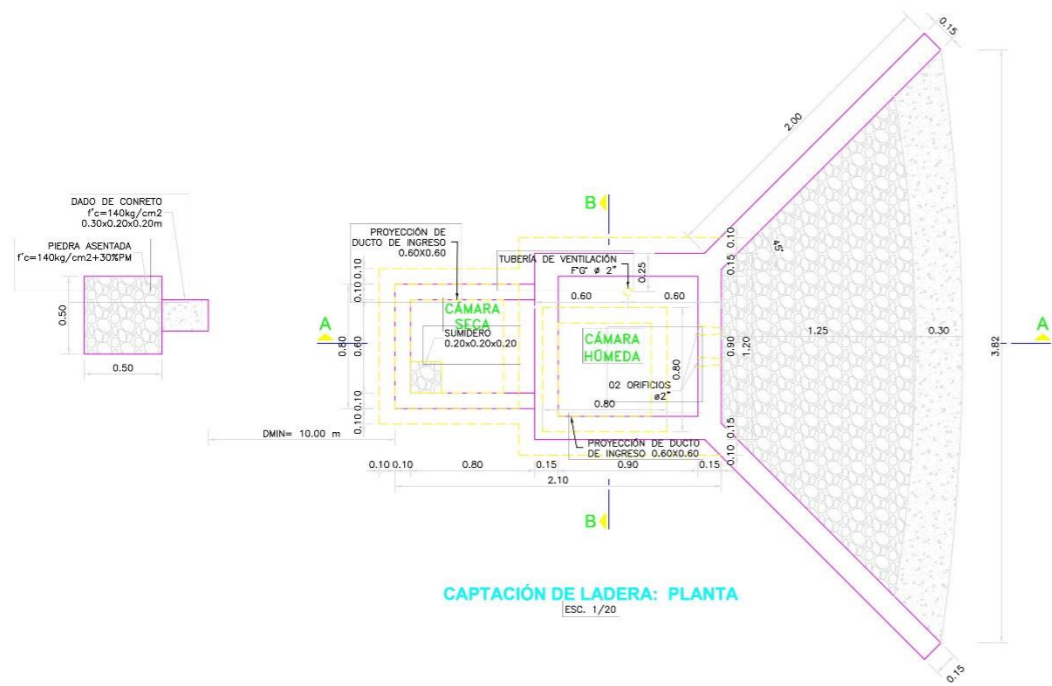 0.15
2.00
DADO DE CONRETO
f'c=140kg/cm2
0.30x0.20x0.20m
PIEDRA ASENTADA
f'c=140kg/cm2+30%PM
0.50
0.50
PROYECCIÓN DE
DUCTO DE INGRESO
0.60X0.60
B
TUBERÍA DE VENTILACIÓN
F°G° ø 2"
0.25
0.10
0.15
45°
0.10
0.10
0.60
0.60
A
CÁMARA
SECA
SUMIDERO
0.20x0.20x0.20
CÁMARA
HÚMEDA
0.80
0.60
0.80
0.90
1.20
1.25
0.30
3.82
A
02 ORIFICIOS
ø2"
0.80
0.10
0.10
0.15
0.10
DMIN= 10.00 m
PROYECCIÓN DE DUCTO
DE INGRESO 0.60X0.60
0.10
0.10
0.80
0.15
0.90
0.15
2.10
B
CAPTACIÓN DE LADERA: PLANTA
ESC. 1/20
0.15